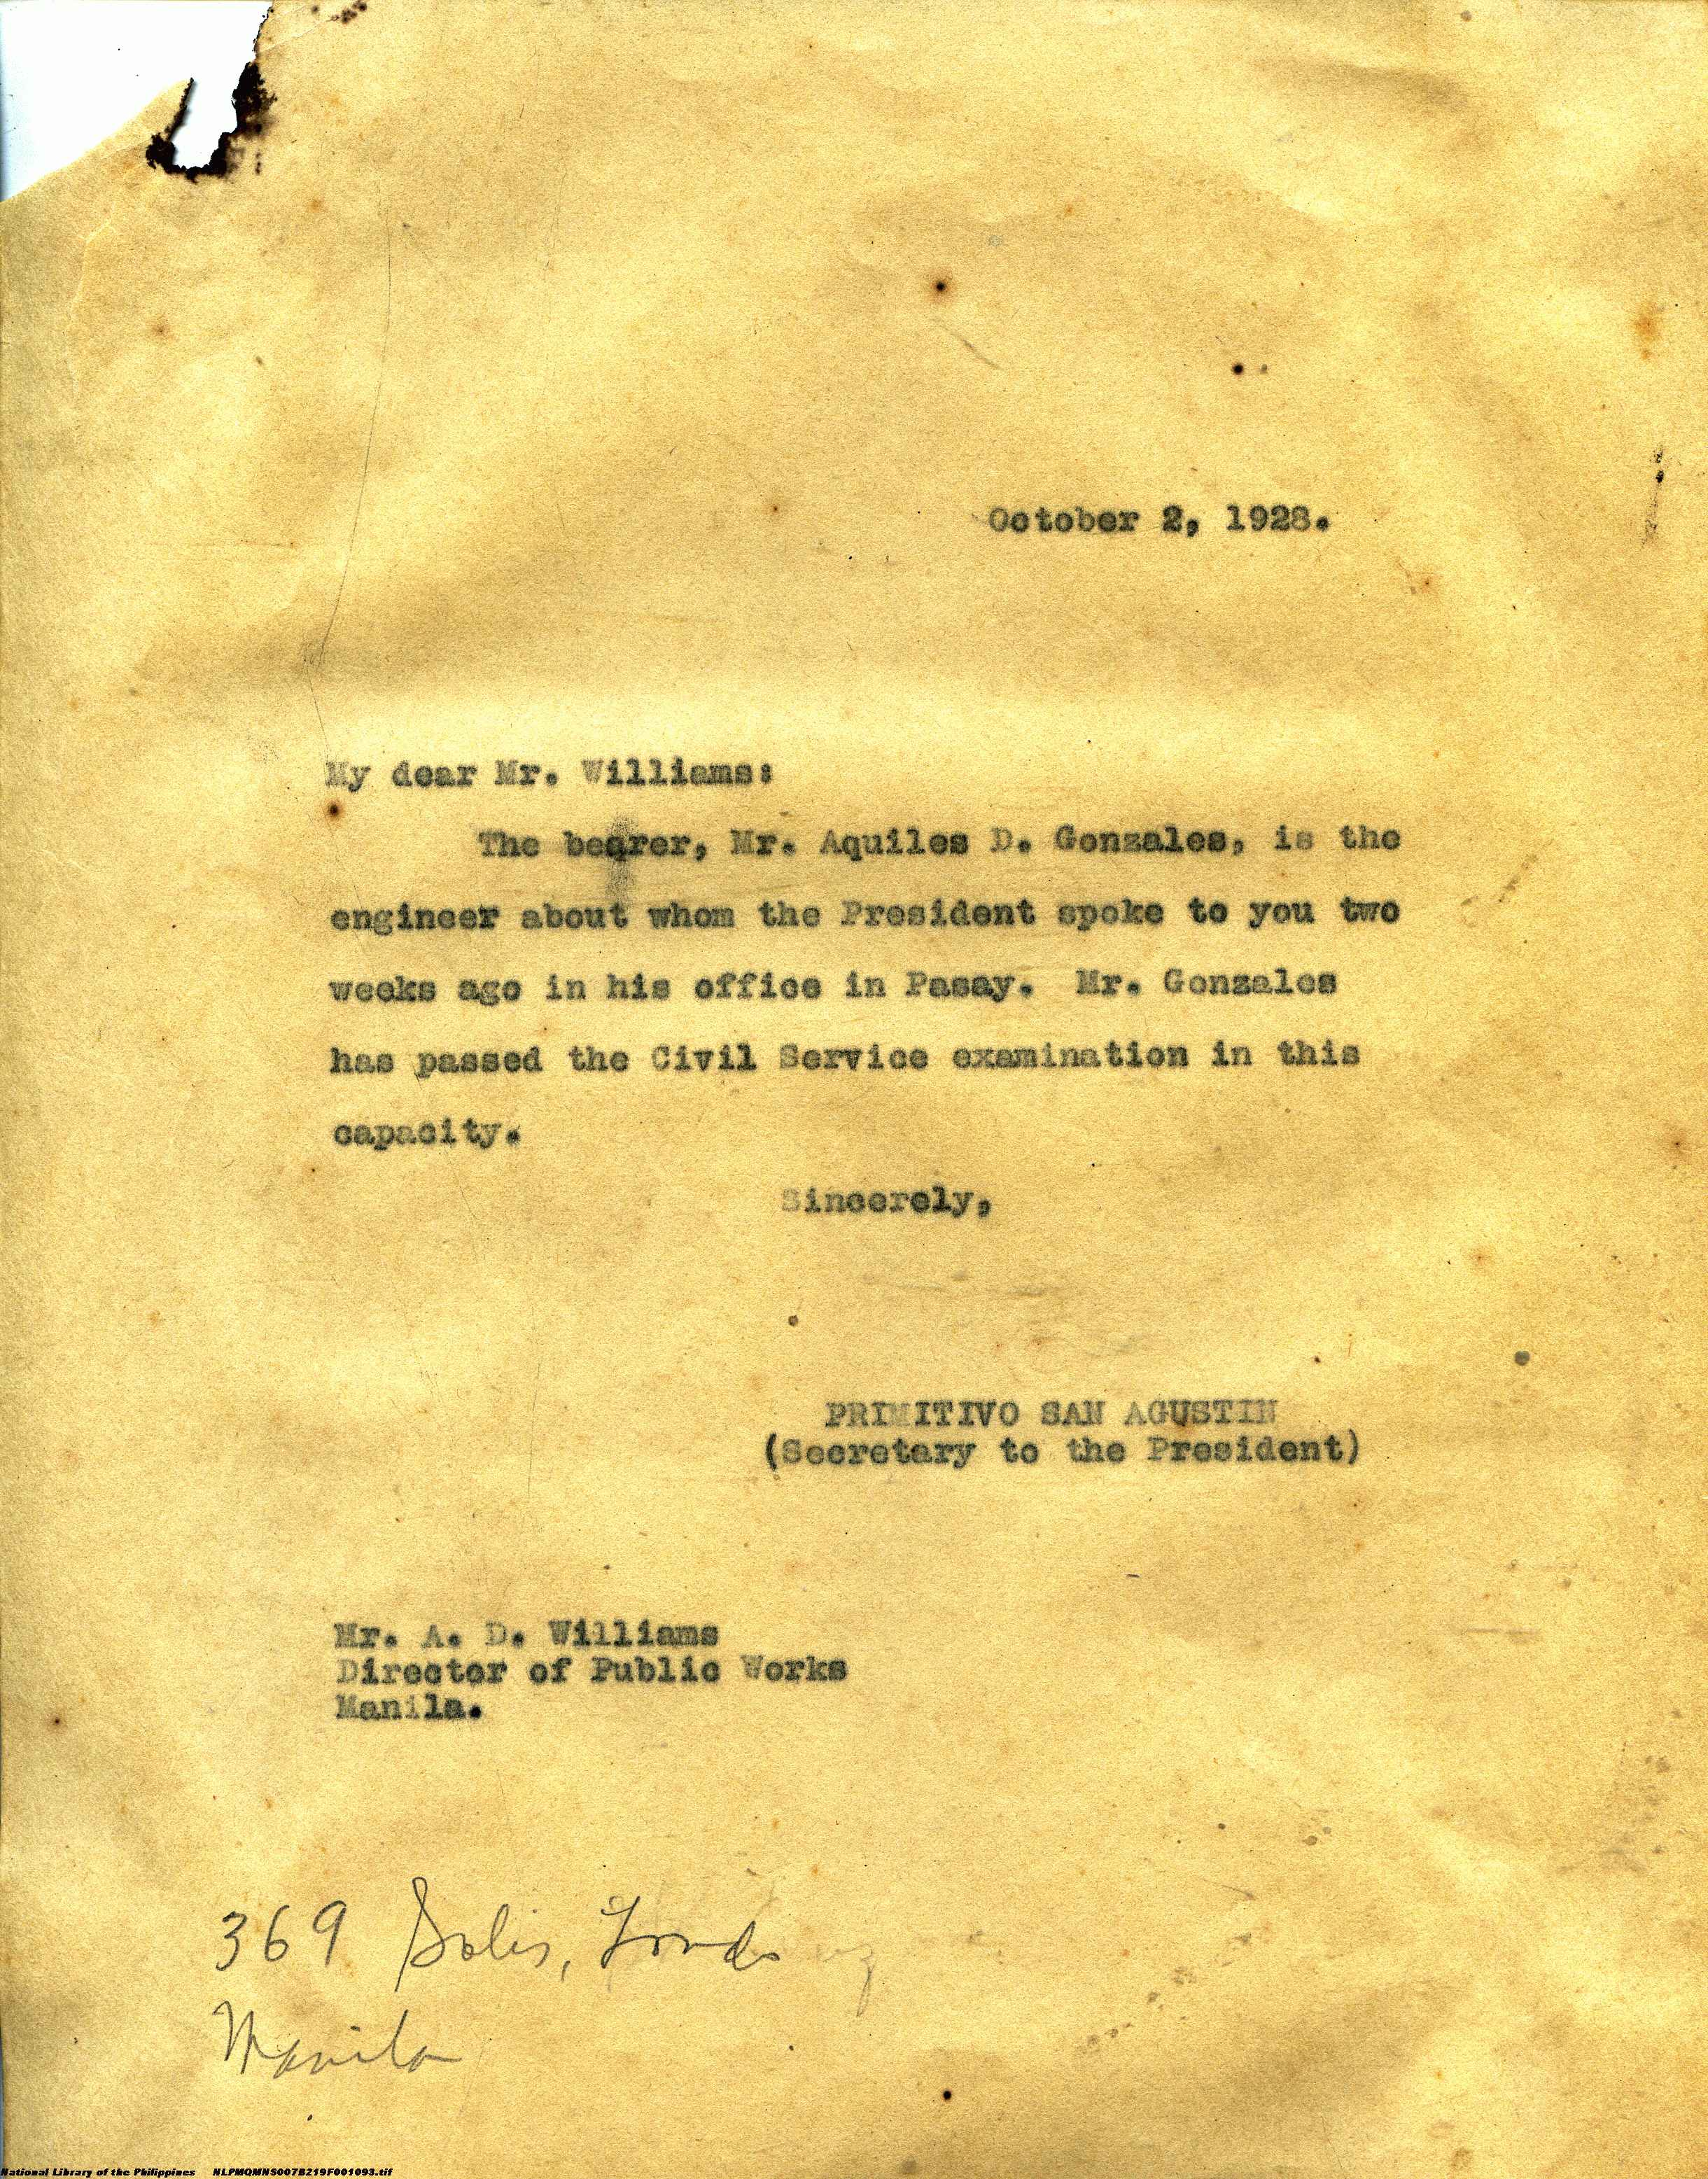 October 2, 1928.
My dear Mr. Williams:
The bearer, Mr. Aquiles D. Gonzales, is the
engineer about whom the President spoke to you two
weeks ago in his office in Pasay. Mr. Gonzales
has passed the Civil Service examination in this
capacity.
Sincerely,
PRIMITIVO SAN AGUSTIN
(Secretary to the President)
Mr. A. D. Williams
Director of Public Works
Manila.
369 Solis, Tondo
Manila
National Library of the Philippines NLPMQMNS007B219F001093.tif